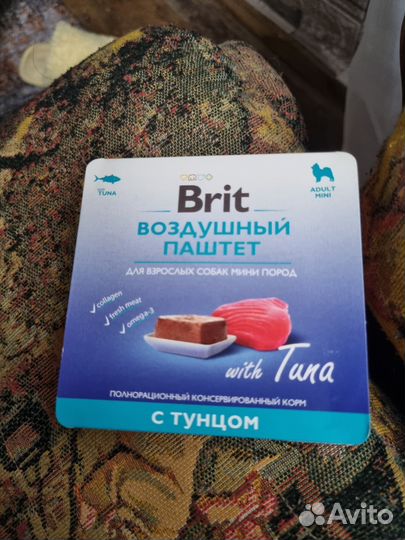 TUNA
ADULT
MINI
Brit
ВОЗДУШНЫЙ
ПАШТЕТ
ДЛЯ ВЗРОСЛЫХ СОБАК МИНИ ПОРОД
collagen
fresh meat
omega-3
with Tuna
ПОЛНОРАЦИОННЫЙ КОНСЕРВИРОВАННЫЙ КОРМ
С ТУНЦОМ
Avito